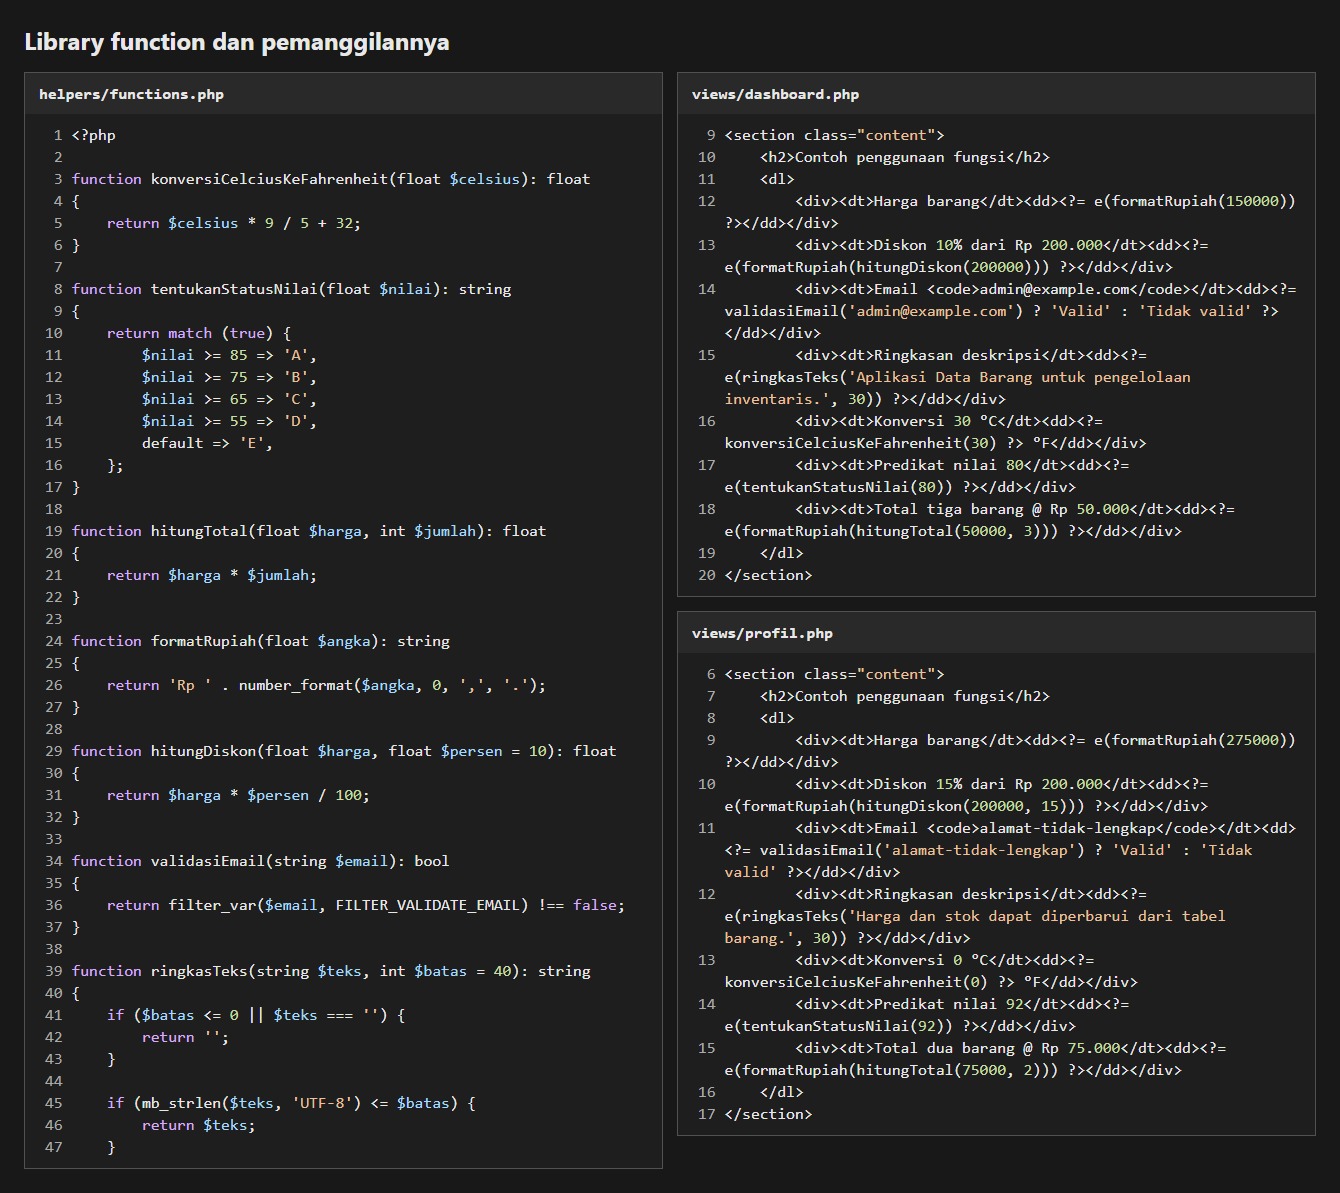 Library function dan pemanggilannya
helpers/functions.php
1 <?php
2
3 function konversiCelciusKeFahrenheit(float $celsius): float
4 {
5     return $celsius * 9 / 5 + 32;
6 }
7
8 function tentukanStatusNilai(float $nilai): string
9 {
10     return match (true) {
11         $nilai >= 85 => 'A',
12         $nilai >= 75 => 'B',
13         $nilai >= 65 => 'C',
14         $nilai >= 55 => 'D',
15         default => 'E',
16     };
17 }
18
19 function hitungTotal(float $harga, int $jumlah): float
20 {
21     return $harga * $jumlah;
22 }
23
24 function formatRupiah(float $angka): string
25 {
26     return 'Rp ' . number_format($angka, 0, ',', '.');
27 }
28
29 function hitungDiskon(float $harga, float $persen = 10): float
30 {
31     return $harga * $persen / 100;
32 }
33
34 function validasiEmail(string $email): bool
35 {
36     return filter_var($email, FILTER_VALIDATE_EMAIL) !== false;
37 }
38
39 function ringkasTeks(string $teks, int $batas = 40): string
40 {
41     if ($batas <= 0 || $teks === '') {
42         return '';
43     }
44
45     if (mb_strlen($teks, 'UTF-8') <= $batas) {
46         return $teks;
47     }
views/dashboard.php
9 <section class="content">
10     <h2>Contoh penggunaan fungsi</h2>
11     <dl>
12         <div><dt>Harga barang</dt><dd><?= e(formatRupiah(150000))
?></dd></div>
13         <div><dt>Diskon 10% dari Rp 200.000</dt><dd><?=
e(formatRupiah(hitungDiskon(200000))) ?></dd></div>
14         <div><dt>Email <code>admin@example.com</code></dt><dd><?=
validasiEmail('admin@example.com') ? 'Valid' : 'Tidak valid' ?>
</dd></div>
15         <div><dt>Ringkasan deskripsi</dt><dd><?=
e(ringkasTeks('Aplikasi Data Barang untuk pengelolaan
inventaris.', 30)) ?></dd></div>
16         <div><dt>Konversi 30 °C</dt><dd><?=
konversiCelciusKeFahrenheit(30) ?> °F</dd></div>
17         <div><dt>Predikat nilai 80</dt><dd><?=
e(tentukanStatusNilai(80)) ?></dd></div>
18         <div><dt>Total tiga barang @ Rp 50.000</dt><dd><?=
e(formatRupiah(hitungTotal(50000, 3))) ?></dd></div>
19     </dl>
20 </section>
views/profil.php
6 <section class="content">
7     <h2>Contoh penggunaan fungsi</h2>
8     <dl>
9         <div><dt>Harga barang</dt><dd><?= e(formatRupiah(275000))
?></dd></div>
10         <div><dt>Diskon 15% dari Rp 200.000</dt><dd><?=
e(formatRupiah(hitungDiskon(200000, 15))) ?></dd></div>
11         <div><dt>Email <code>alamat-tidak-lengkap</code></dt><dd>
<?= validasiEmail('alamat-tidak-lengkap') ? 'Valid' : 'Tidak
valid' ?></dd></div>
12         <div><dt>Ringkasan deskripsi</dt><dd><?=
e(ringkasTeks('Harga dan stok dapat diperbarui dari tabel
barang.', 30)) ?></dd></div>
13         <div><dt>Konversi 0 °C</dt><dd><?=
konversiCelciusKeFahrenheit(0) ?> °F</dd></div>
14         <div><dt>Predikat nilai 92</dt><dd><?=
e(tentukanStatusNilai(92)) ?></dd></div>
15         <div><dt>Total dua barang @ Rp 75.000</dt><dd><?=
e(formatRupiah(hitungTotal(75000, 2))) ?></dd></div>
16     </dl>
17 </section>